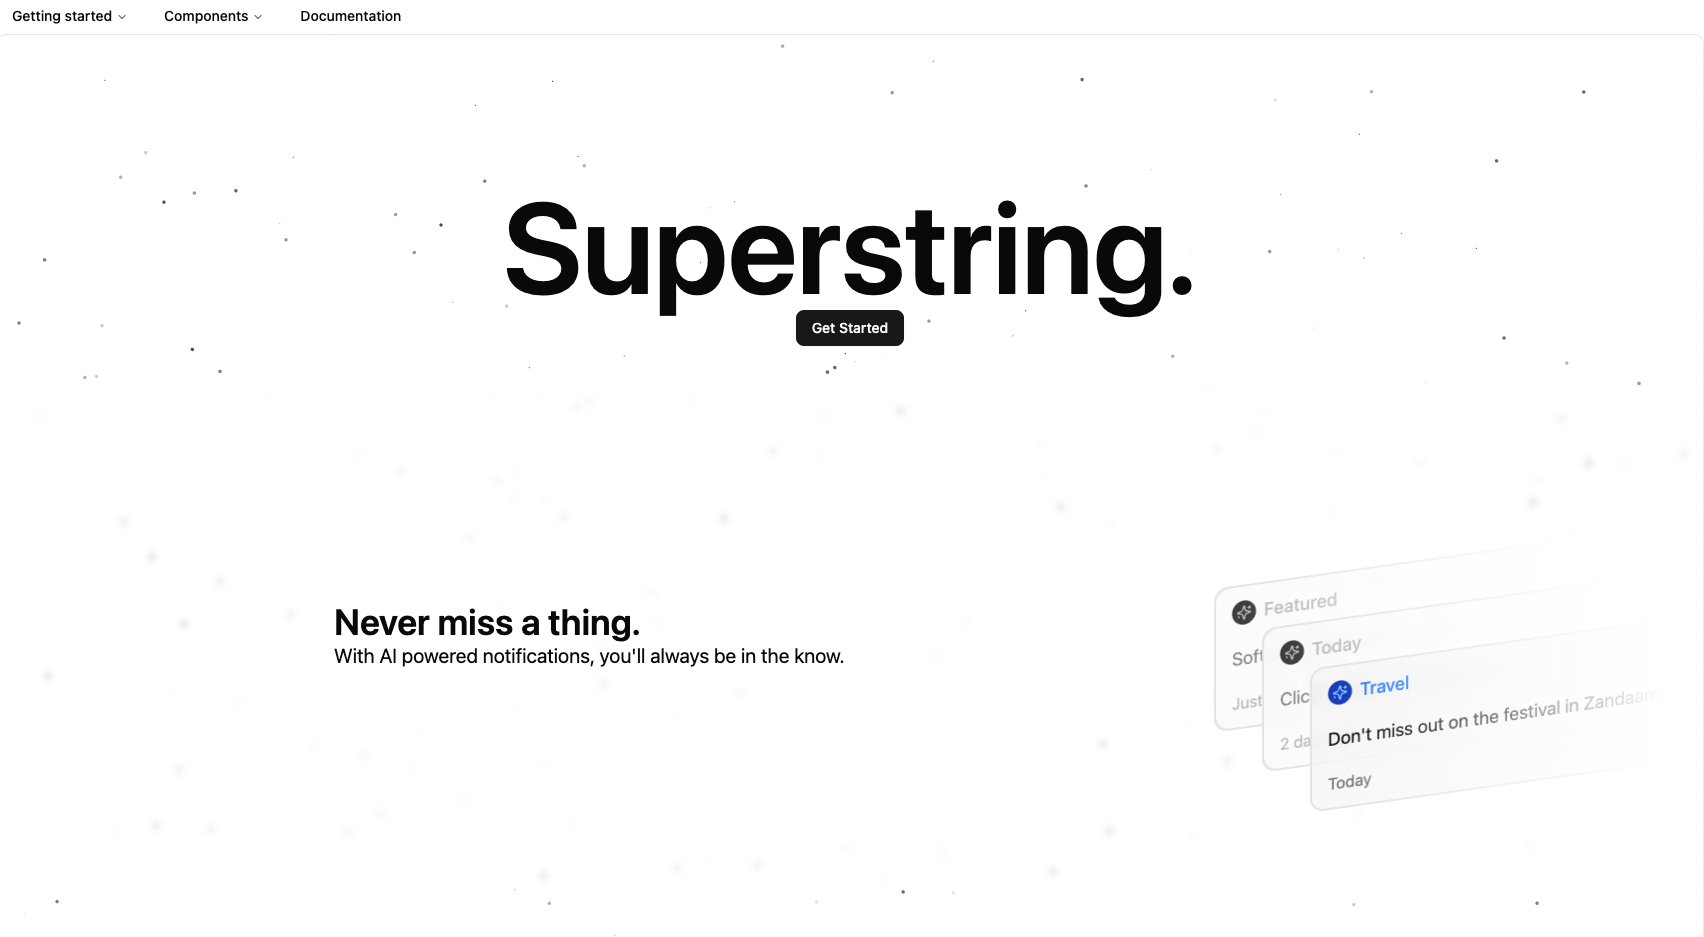 Getting started
Components
Documentation
Superstring.
Get Started
Never miss a thing.
With AI powered notifications, you'll always be in the know.
Featured
Soft
Just
Today
Clic
2 da
Travel
Don't miss out on the festival in Zandaam
Today